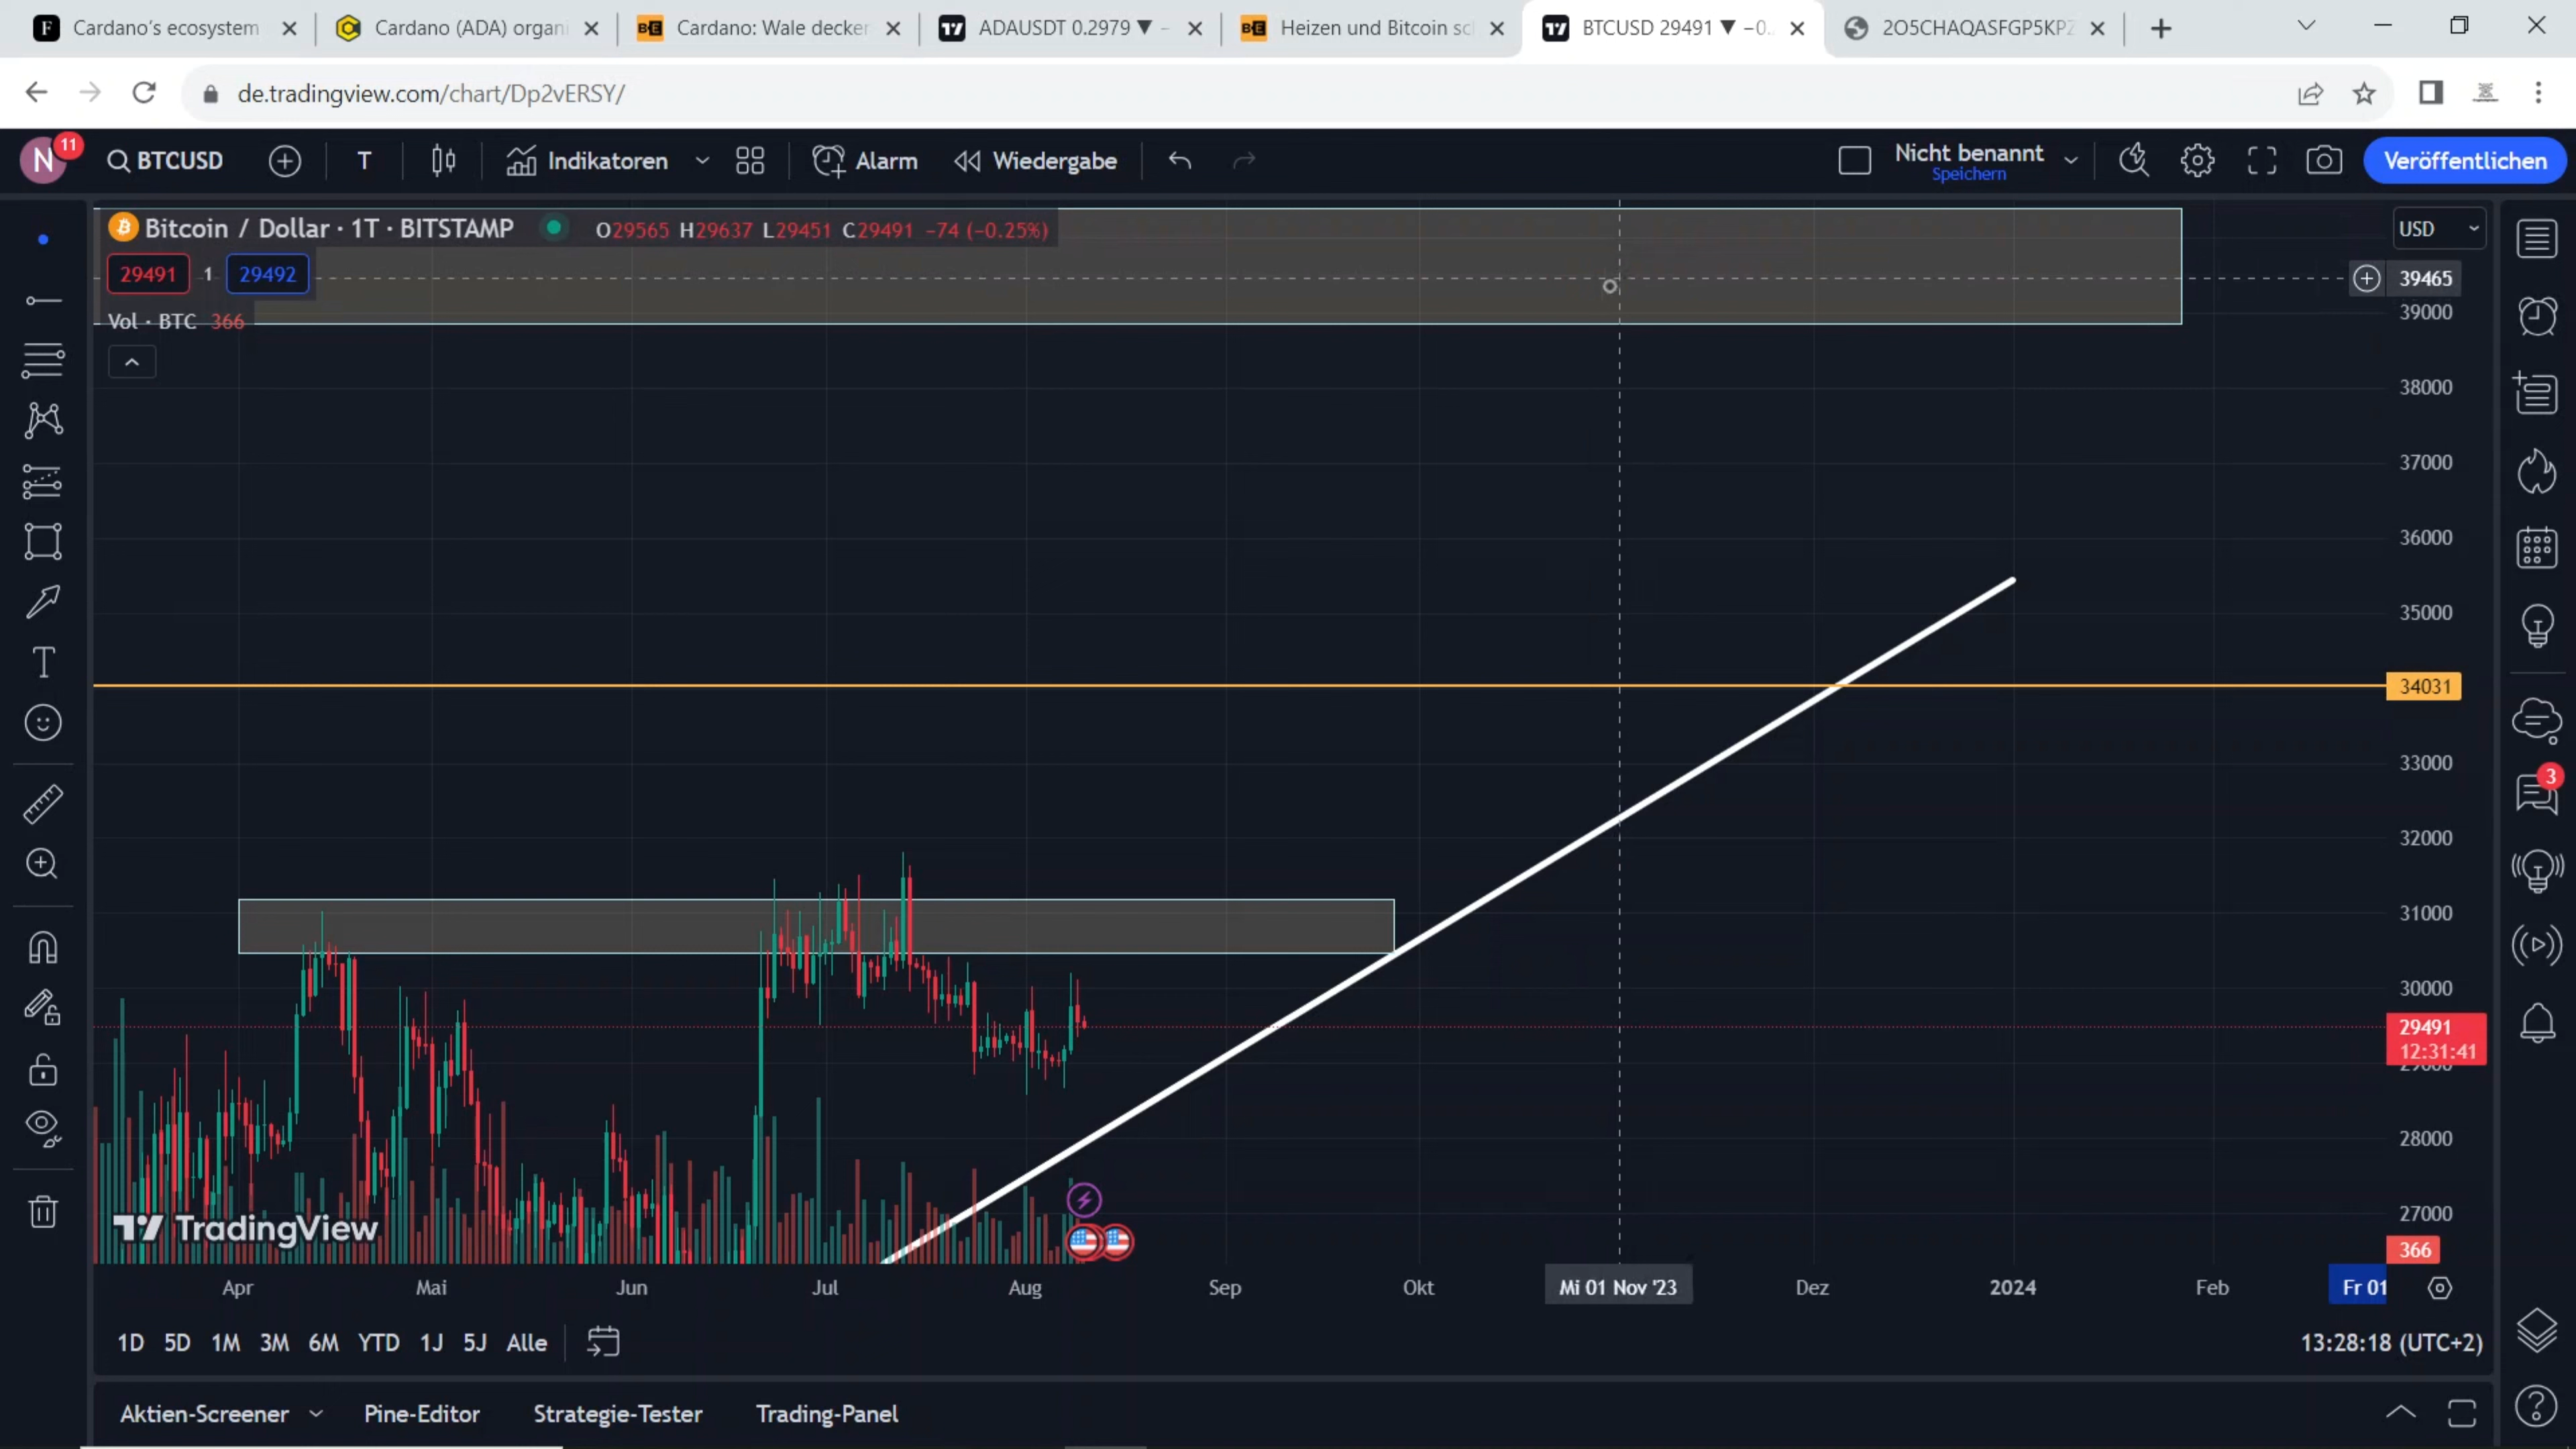 Cardano's ecosystem
Cardano (ADA) organi
Cardano: Wale decken
ADAUSDT 0.2979 ▼ −
Heizen und Bitcoin sc
BTCUSD 29491 ▼ −0.
2O5CHAQASFGP5KPZ
de.tradingview.com/chart/Dp2vERSY/
N 11
BTCUSD
T
Indikatoren
Alarm
Wiedergabe
Nicht benannt
Speichern
Veröffentlichen
Bitcoin / Dollar · 1T · BITSTAMP
O29565 H29637 L29451 C29491 −74 (−0.25%)
USD
29491 1 29492
39465
Vol · BTC 366
39000
38000
37000
36000
35000
34031
33000
3
32000
31000
30000
29491
12:31:41
28000
27000
TradingView
366
Apr Mai Jun Jul Aug Sep Okt Mi 01 Nov '23 Dez 2024 Feb Fr 01
1D 5D 1M 3M 6M YTD 1J 5J Alle
13:28:18 (UTC+2)
Aktien-Screener Pine-Editor Strategie-Tester Trading-Panel